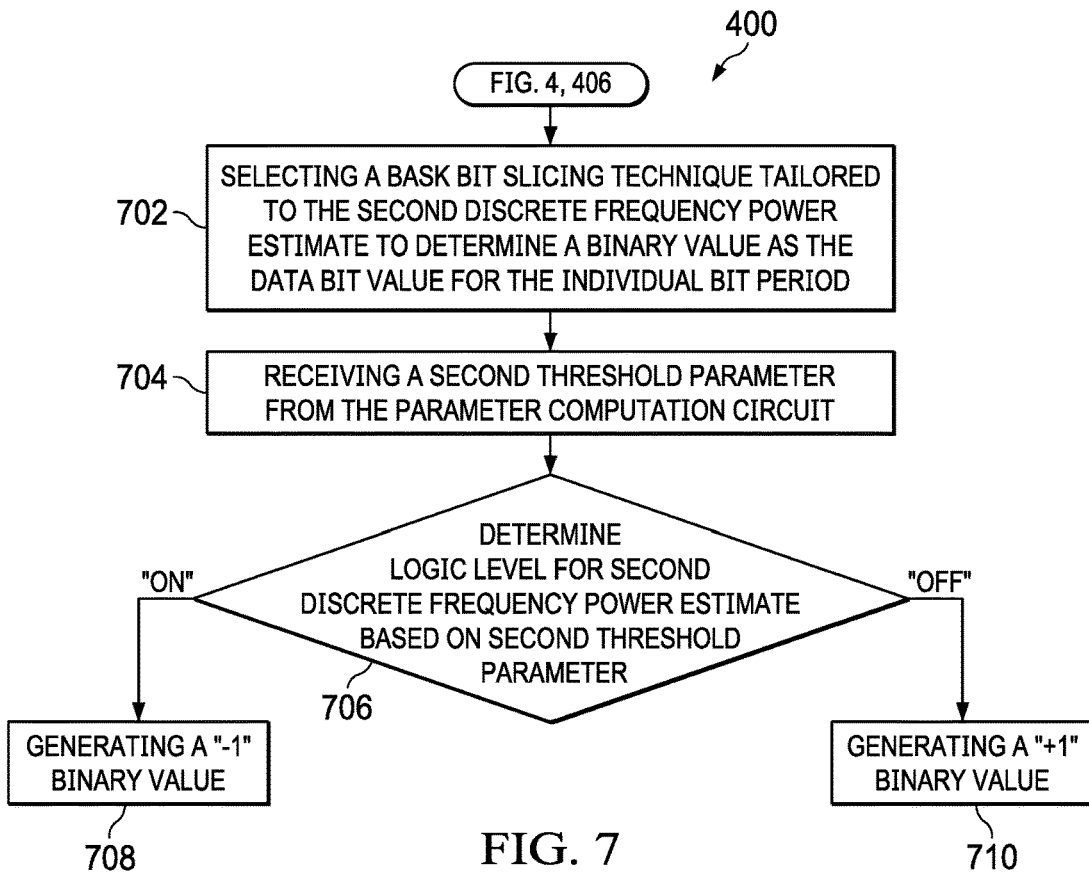 400
FIG. 4, 406
702
SELECTING A BASK BIT SLICING TECHNIQUE TAILORED
TO THE SECOND DISCRETE FREQUENCY POWER
ESTIMATE TO DETERMINE A BINARY VALUE AS THE
DATA BIT VALUE FOR THE INDIVIDUAL BIT PERIOD
704
RECEIVING A SECOND THRESHOLD PARAMETER
FROM THE PARAMETER COMPUTATION CIRCUIT
"ON"
DETERMINE
LOGIC LEVEL FOR SECOND
DISCRETE FREQUENCY POWER ESTIMATE
BASED ON SECOND THRESHOLD
PARAMETER
"OFF"
706
GENERATING A "-1"
BINARY VALUE
708
GENERATING A "+1"
BINARY VALUE
710
FIG. 7